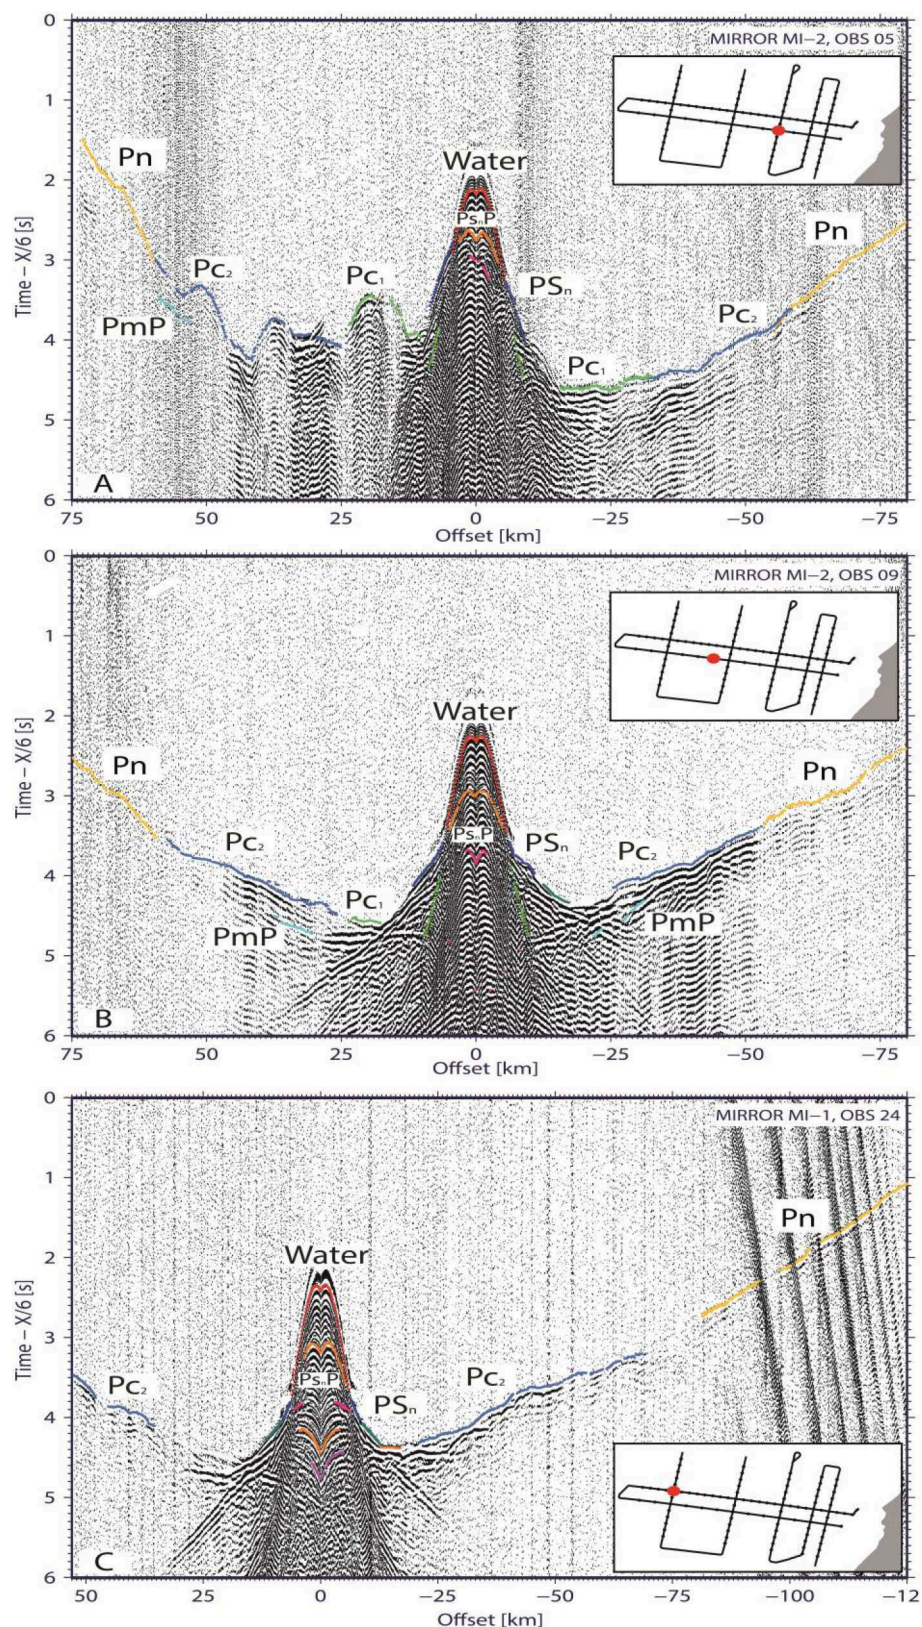 0
MIRROR MI−2, OBS 05
1
Pn
Water
2
Ps_nP
Pn
3
Pc₂
Pc₁
PSₙ
Pc₂
PmP
4
Pc₁
5
A
6
75 50 25 0 −25 −50 −75
Offset [km]
Time − X/6 [s]
0
MIRROR MI−2, OBS 09
1
Water
2
Pn
Pn
3
Ps_nP
PSₙ
Pc₂
Pc₂
4
Pc₁
PmP
PmP
5
B
6
75 50 25 0 −25 −50 −75
Offset [km]
Time − X/6 [s]
0
MIRROR MI−1, OBS 24
1
Pn
Water
2
3
Ps_nP
Pc₂
PSₙ
Pc₂
4
5
C
6
50 25 0 −25 −50 −75 −100 −12
Offset [km]
Time − X/6 [s]